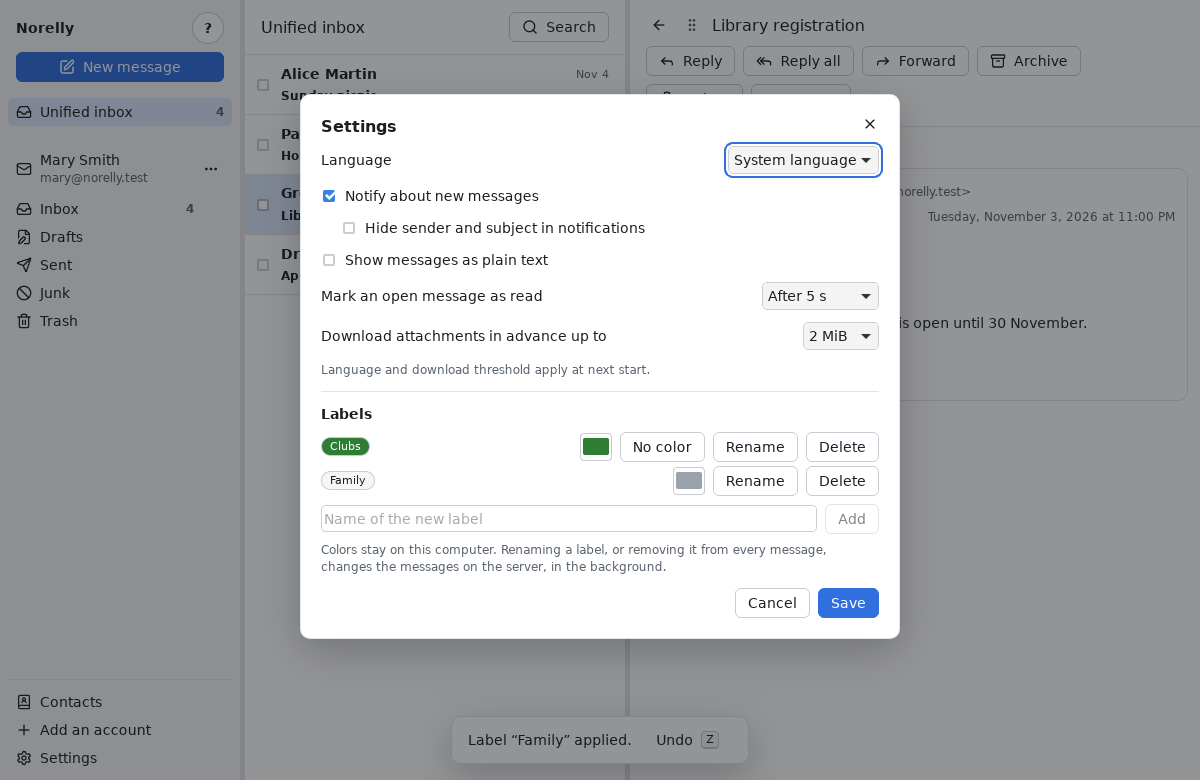 Norelly
?
New message
Unified inbox 4
Mary Smith
mary@norelly.test
Inbox 4
Drafts
Sent
Junk
Trash
Contacts
Add an account
Settings
Unified inbox
Search
Alice Martin Nov 4
Library registration
Reply
Reply all
Forward
Archive
norelly.test>
Tuesday, November 3, 2026 at 11:00 PM
is open until 30 November.
Settings
Language System language
Notify about new messages
Hide sender and subject in notifications
Show messages as plain text
Mark an open message as read After 5 s
Download attachments in advance up to 2 MiB
Language and download threshold apply at next start.
Labels
Clubs No color Rename Delete
Family Rename Delete
Name of the new label Add
Colors stay on this computer. Renaming a label, or removing it from every message,
changes the messages on the server, in the background.
Cancel Save
Label “Family” applied. Undo Z